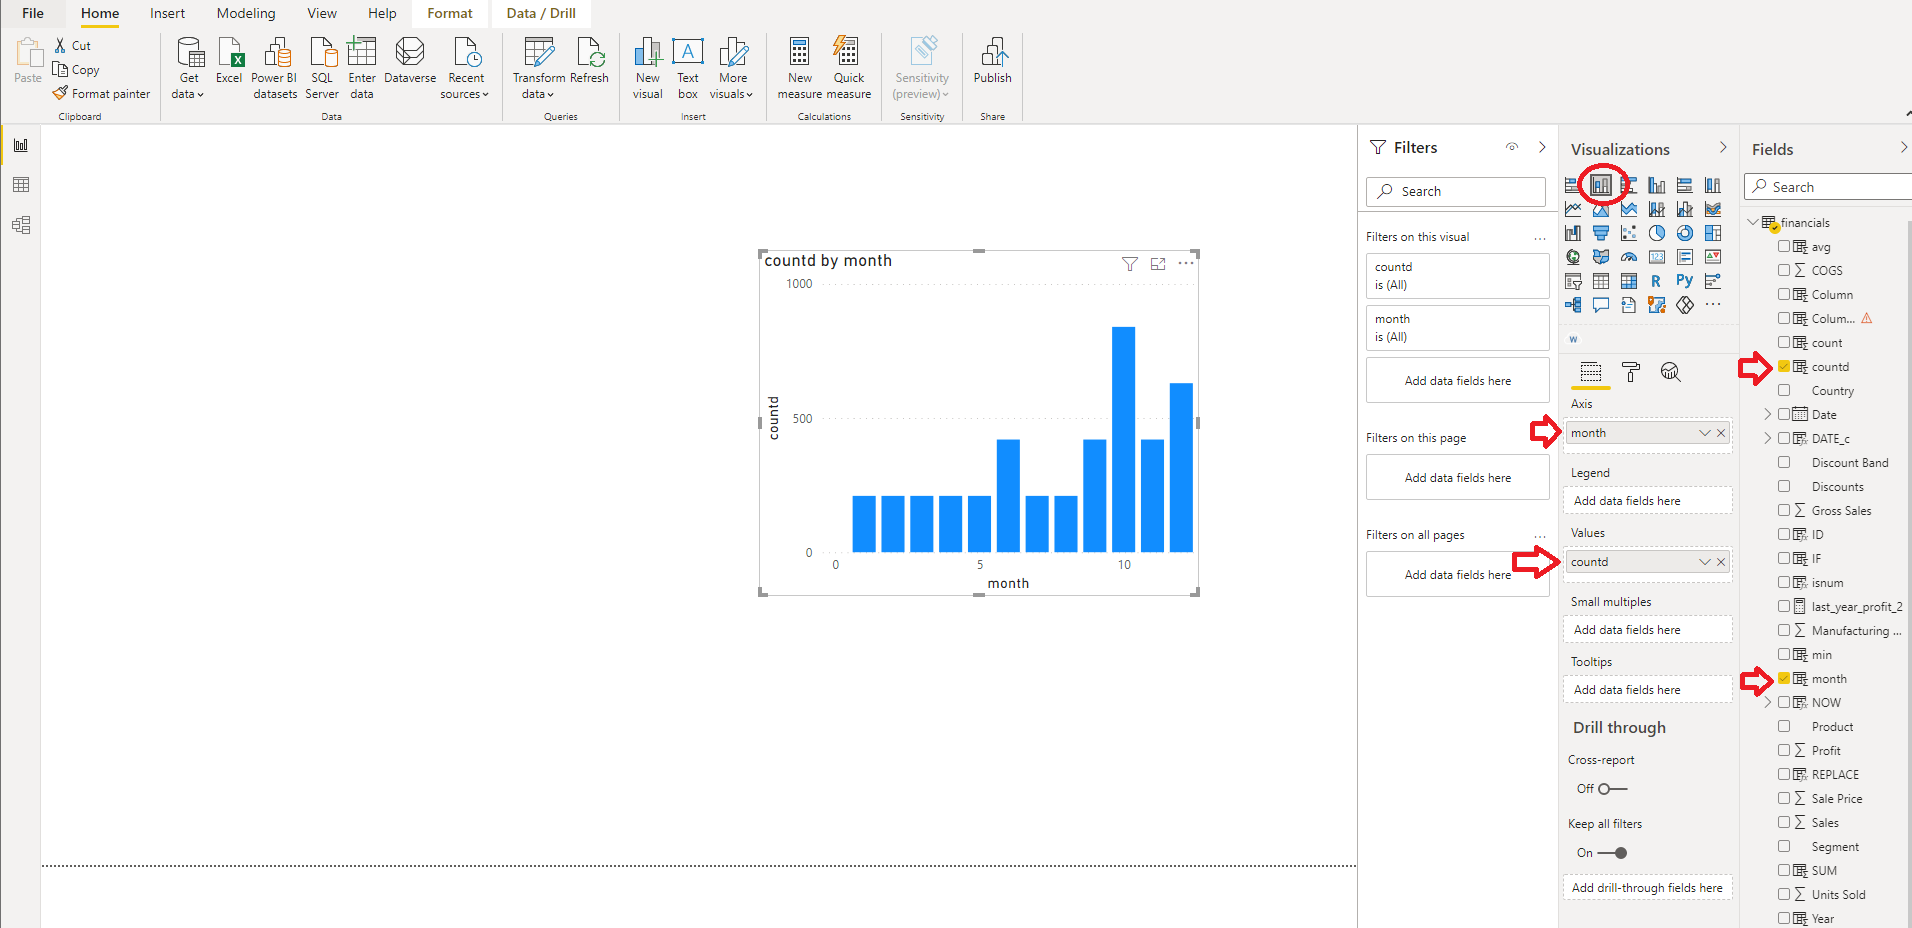 File Home Insert Modeling View Help Format Data / Drill
Paste
Cut
Copy
Format painter
Clipboard
Get data
Excel
Power BI datasets
SQL Server
Enter data
Dataverse
Recent sources
Data
Transform data
Refresh
Queries
New visual
Text box
More visuals
Insert
New measure
Quick measure
Calculations
Sensitivity (preview)
Sensitivity
Publish
Share
countd by month
1000
500
0
countd
0 5 10
month
Filters
Search
Filters on this visual ...
countd
is (All)
month
is (All)
Add data fields here
Filters on this page
Add data fields here
Filters on all pages ...
Add data fields here
Visualizations
123
R Py
...
W
Axis
month
Legend
Add data fields here
Values
countd
Small multiples
Add data fields here
Tooltips
Add data fields here
Drill through
Cross-report
Off
Keep all filters
On
Add drill-through fields here
Fields
Search
financials
avg
COGS
Column
Colum...
count
countd
Country
Date
DATE_c
Discount Band
Discounts
Gross Sales
ID
IF
isnum
last_year_profit_2
Manufacturing ...
min
month
NOW
Product
Profit
REPLACE
Sale Price
Sales
Segment
SUM
Units Sold
Year